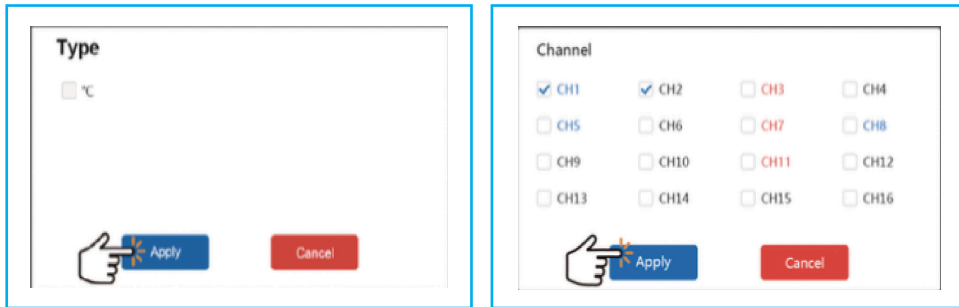 Type
℃
Apply Cancel
Channel
CH1 CH2 CH3 CH4
CH5 CH6 CH7 CH8
CH9 CH10 CH11 CH12
CH13 CH14 CH15 CH16
Apply Cancel